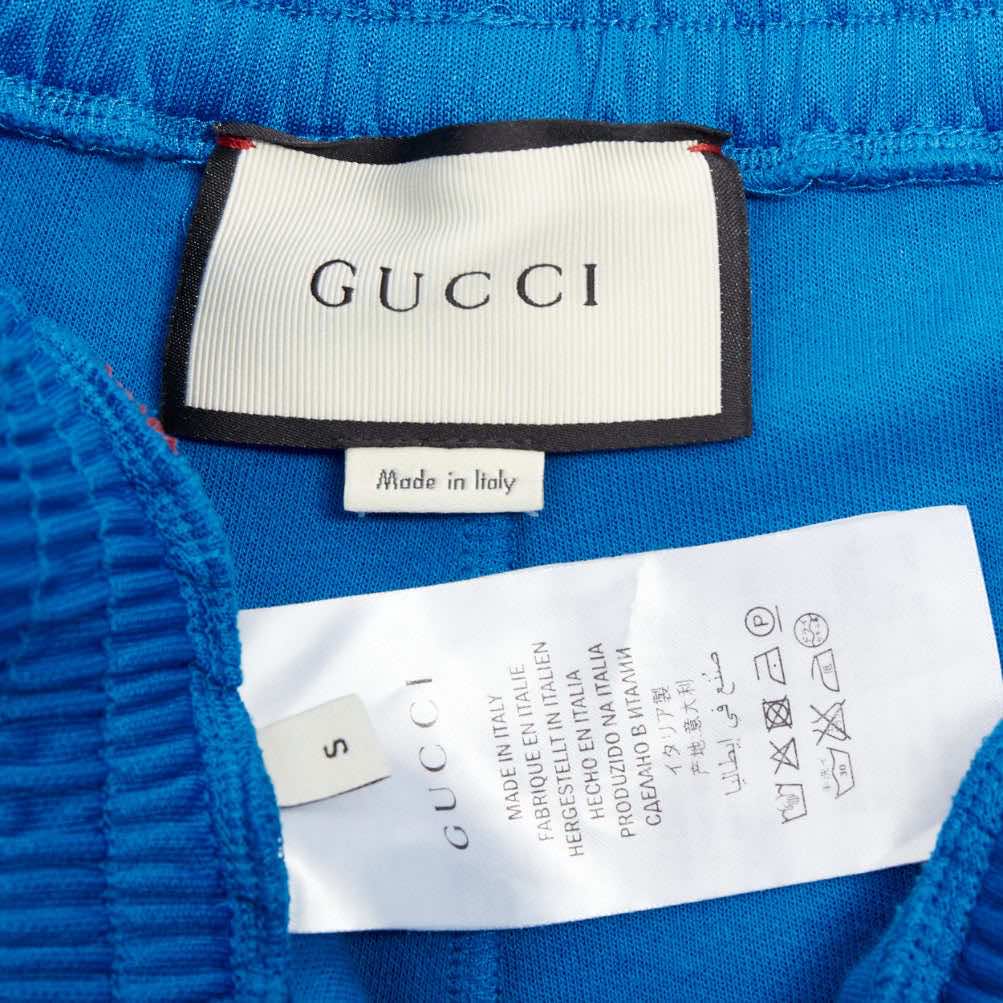 GUCCI
Made in Italy
S
GUCCI
MADE IN ITALY
FABRIQUE EN ITALIE
HERGESTELLT IN ITALIEN
HECHO EN ITALIA
PRODUZIDO NA ITALIA
СДЕЛАНО В ИТАЛИИ
イタリア製
产地:意大利
صنع في إيطاليا
P
30